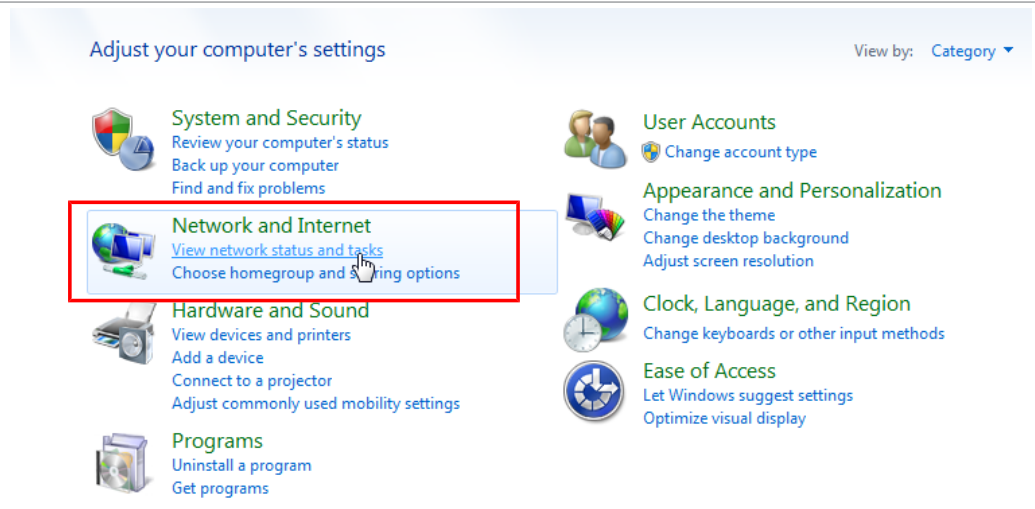 Adjust your computer's settings
View by: Category
System and Security
Review your computer's status
Back up your computer
Find and fix problems
Network and Internet
View network status and tasks
Choose homegroup and sharing options
Hardware and Sound
View devices and printers
Add a device
Connect to a projector
Adjust commonly used mobility settings
Programs
Uninstall a program
Get programs
User Accounts
Change account type
Appearance and Personalization
Change the theme
Change desktop background
Adjust screen resolution
Clock, Language, and Region
Change keyboards or other input methods
Ease of Access
Let Windows suggest settings
Optimize visual display